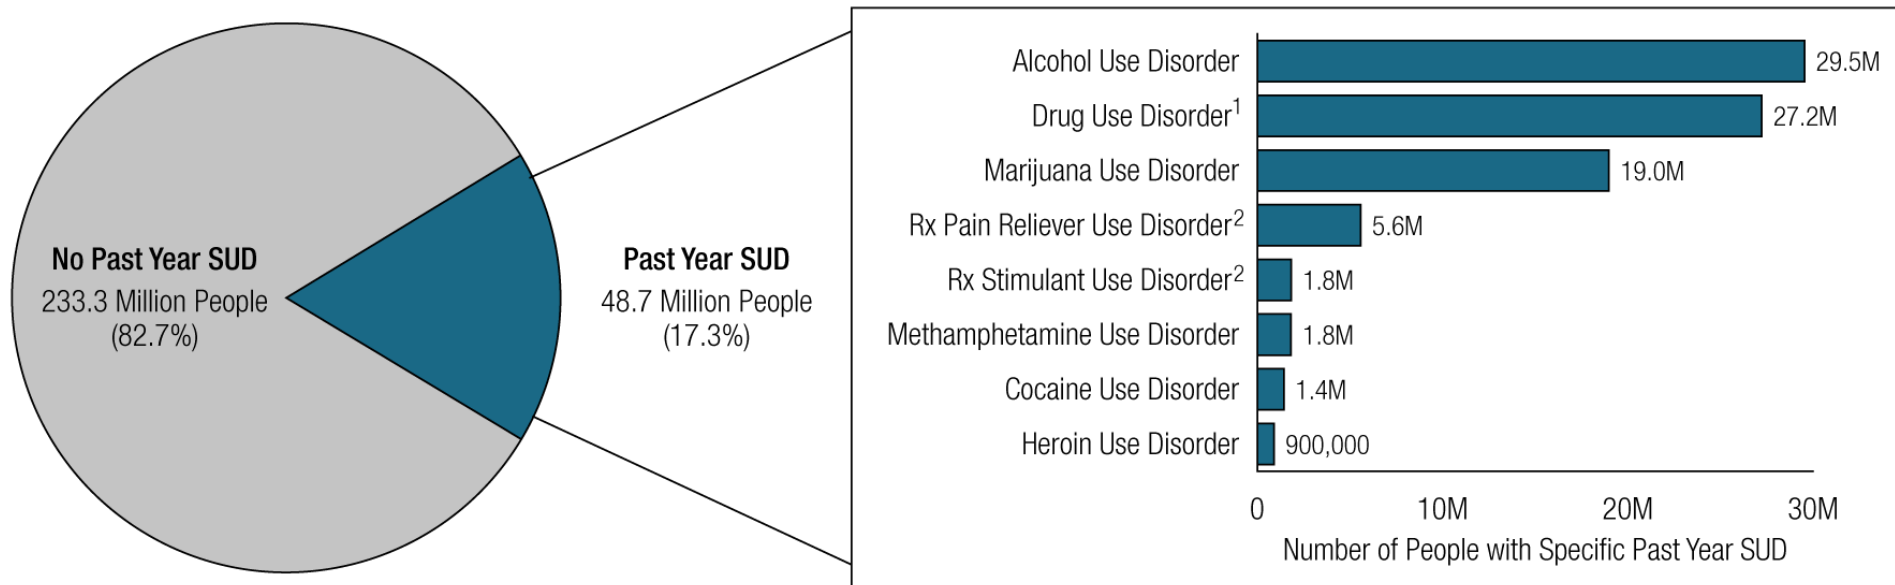 No Past Year SUD
233.3 Million People
(82.7%)
Past Year SUD
48.7 Million People
(17.3%)
Alcohol Use Disorder 29.5M
Drug Use Disorder¹ 27.2M
Marijuana Use Disorder 19.0M
Rx Pain Reliever Use Disorder² 5.6M
Rx Stimulant Use Disorder² 1.8M
Methamphetamine Use Disorder 1.8M
Cocaine Use Disorder 1.4M
Heroin Use Disorder 900,000
0 10M 20M 30M
Number of People with Specific Past Year SUD